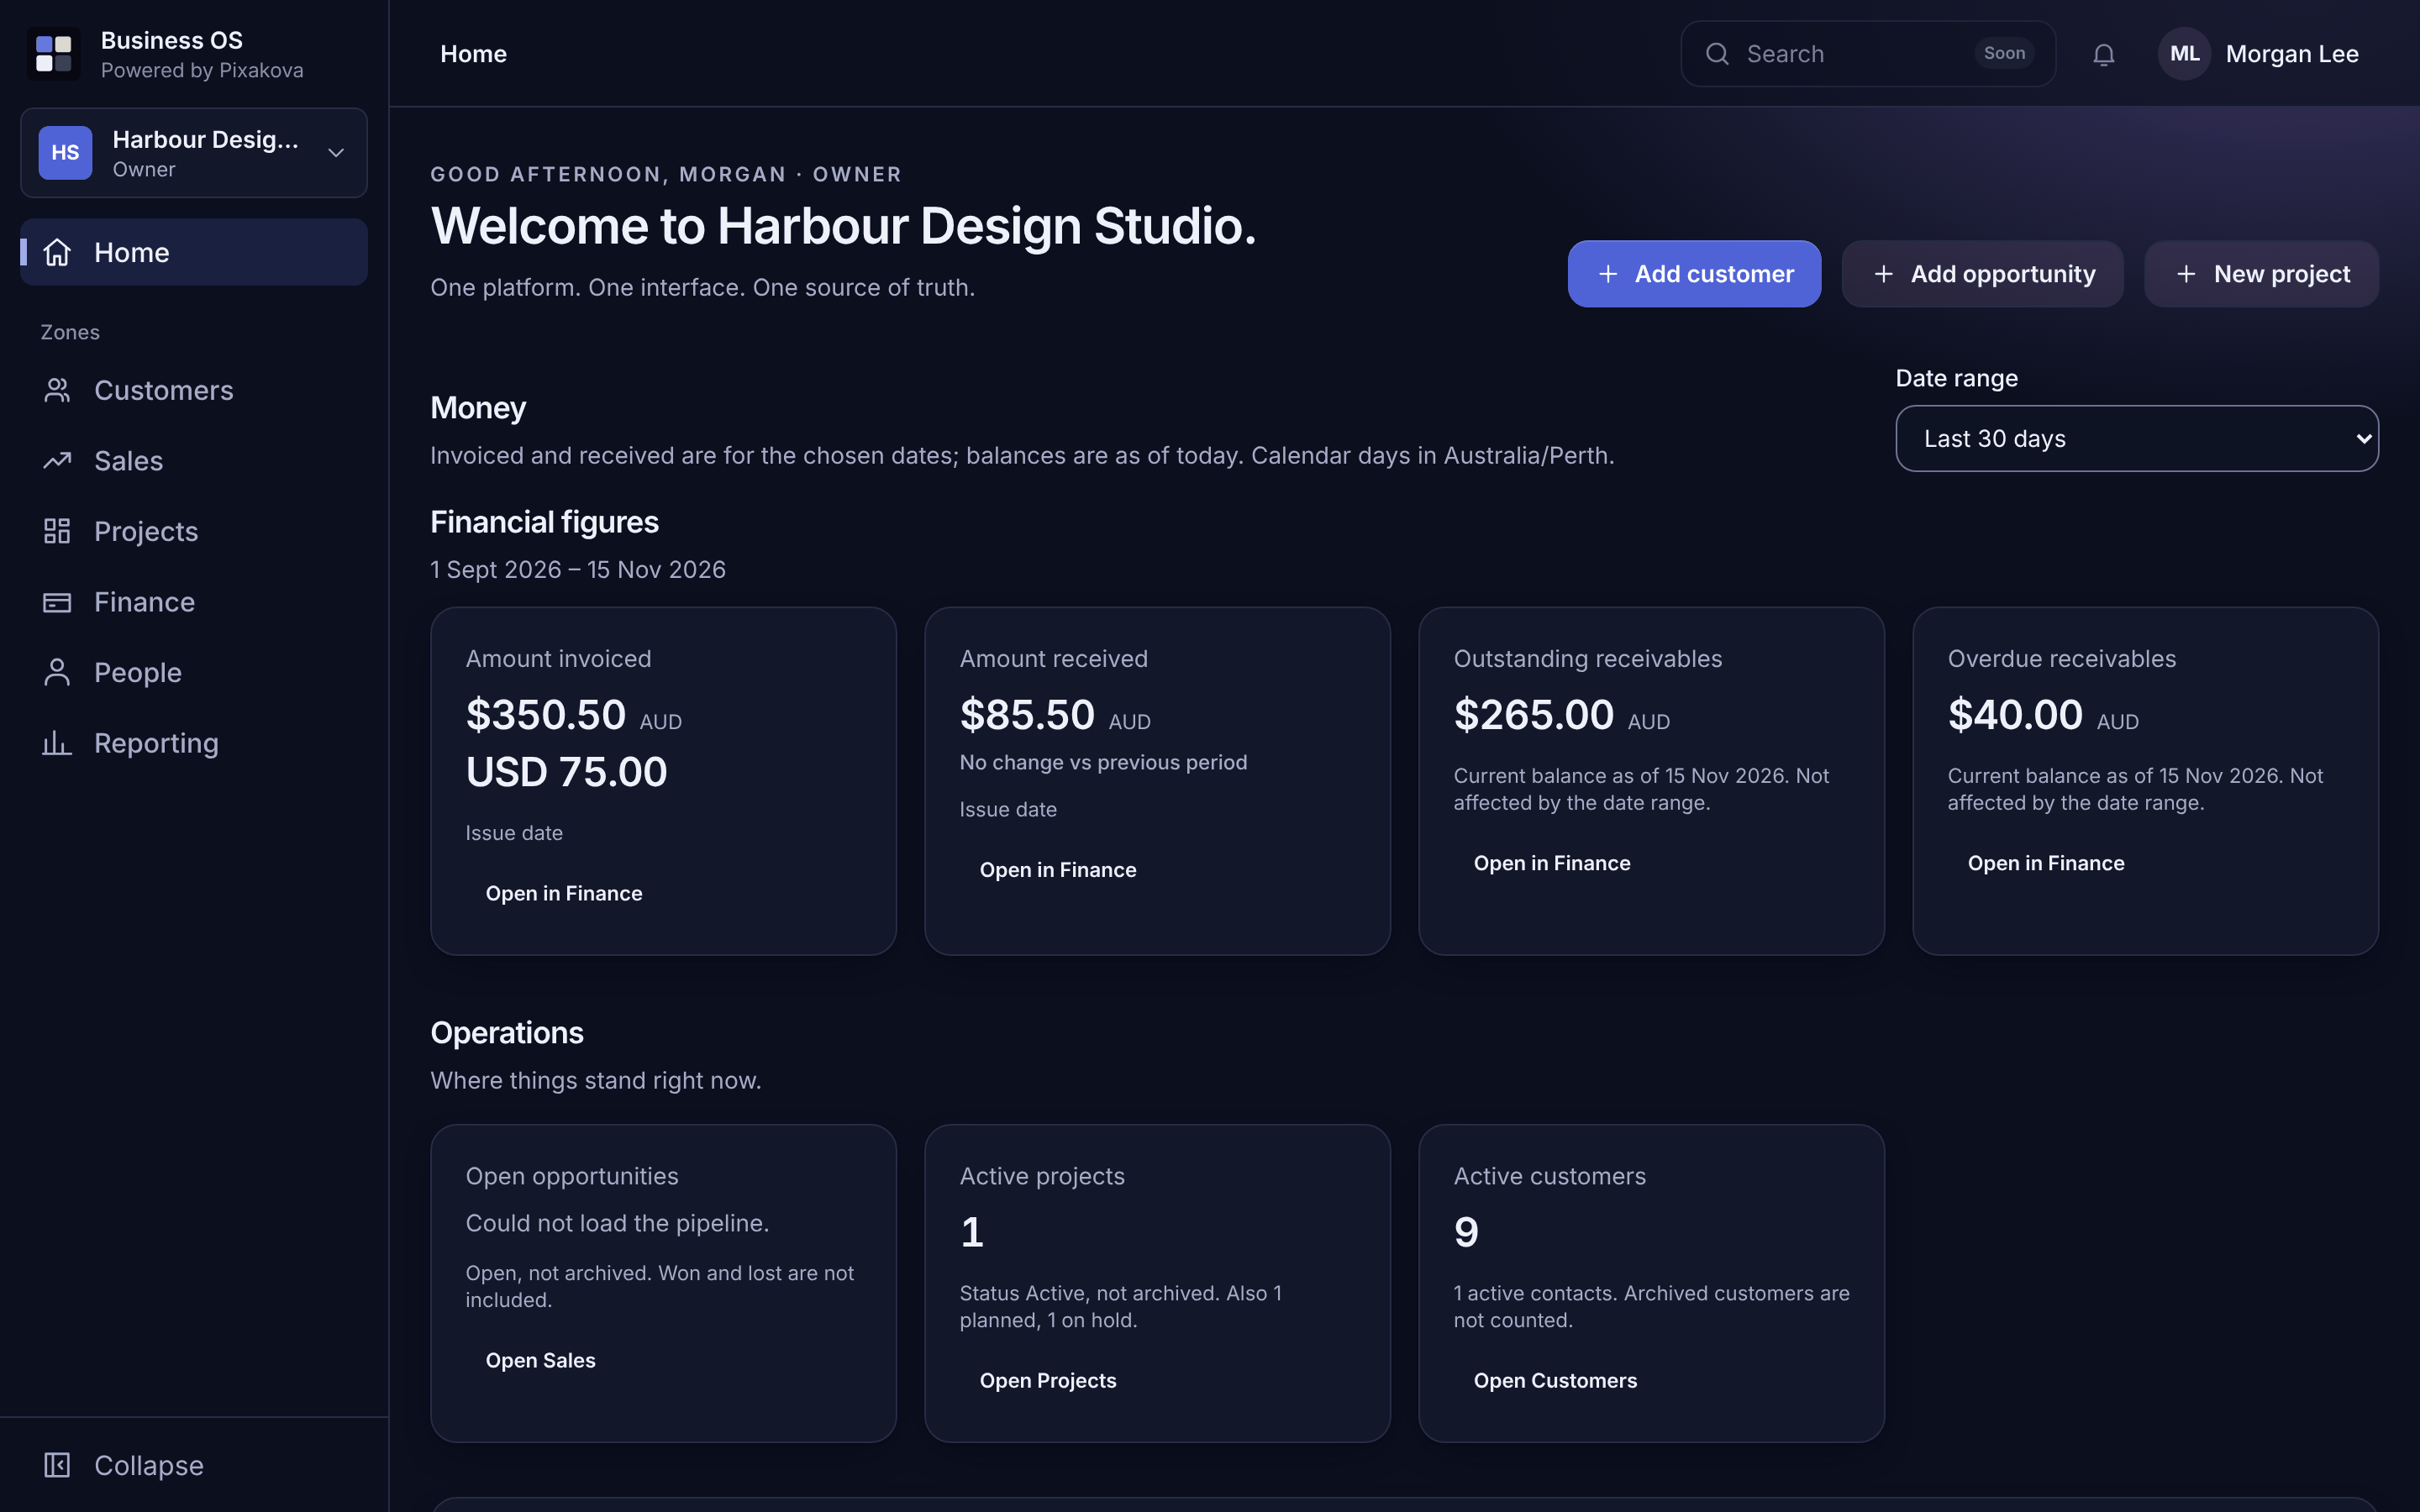 Business OS
Powered by Pixakova
HS
Harbour Desig...
Owner
Home
Zones
Customers
Sales
Projects
Finance
People
Reporting
Collapse
Home
Search
Soon
ML
Morgan Lee
GOOD AFTERNOON, MORGAN · OWNER
Welcome to Harbour Design Studio.
One platform. One interface. One source of truth.
Add customer
Add opportunity
New project
Money
Invoiced and received are for the chosen dates; balances are as of today. Calendar days in Australia/Perth.
Date range
Last 30 days
Financial figures
1 Sept 2026 – 15 Nov 2026
Amount invoiced
$350.50 AUD
USD 75.00
Issue date
Open in Finance
Amount received
$85.50 AUD
No change vs previous period
Issue date
Open in Finance
Outstanding receivables
$265.00 AUD
Current balance as of 15 Nov 2026. Not
affected by the date range.
Open in Finance
Overdue receivables
$40.00 AUD
Current balance as of 15 Nov 2026. Not
affected by the date range.
Open in Finance
Operations
Where things stand right now.
Open opportunities
Could not load the pipeline.
Open, not archived. Won and lost are not
included.
Open Sales
Active projects
1
Status Active, not archived. Also 1
planned, 1 on hold.
Open Projects
Active customers
9
1 active contacts. Archived customers are
not counted.
Open Customers